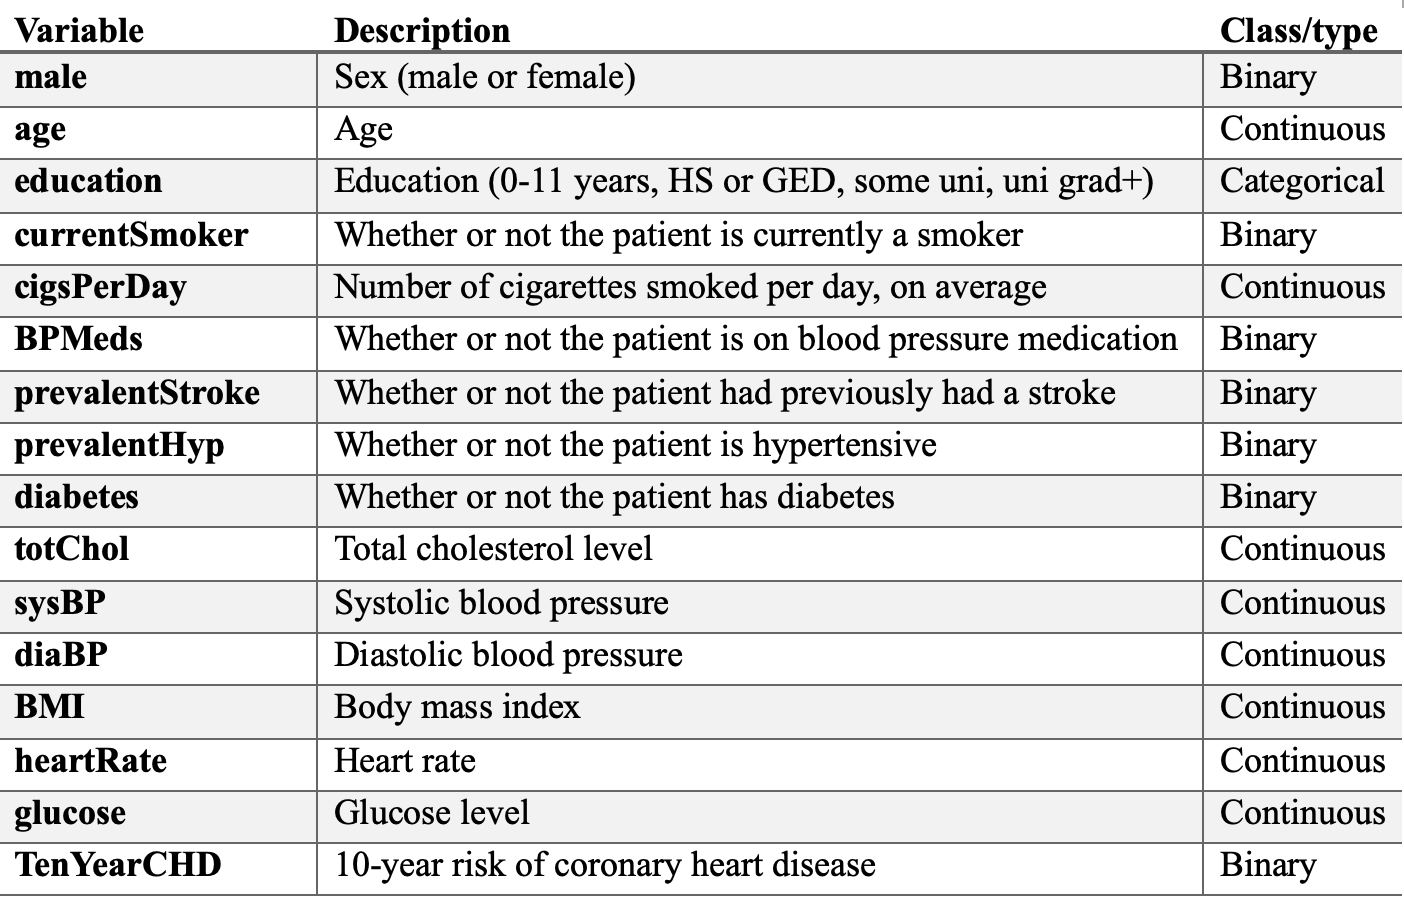 Variable Description Class/type
male Sex (male or female) Binary
age Age Continuous
education Education (0-11 years, HS or GED, some uni, uni grad+) Categorical
currentSmoker Whether or not the patient is currently a smoker Binary
cigsPerDay Number of cigarettes smoked per day, on average Continuous
BPMeds Whether or not the patient is on blood pressure medication Binary
prevalentStroke Whether or not the patient had previously had a stroke Binary
prevalentHyp Whether or not the patient is hypertensive Binary
diabetes Whether or not the patient has diabetes Binary
totChol Total cholesterol level Continuous
sysBP Systolic blood pressure Continuous
diaBP Diastolic blood pressure Continuous
BMI Body mass index Continuous
heartRate Heart rate Continuous
glucose Glucose level Continuous
TenYearCHD 10-year risk of coronary heart disease Binary